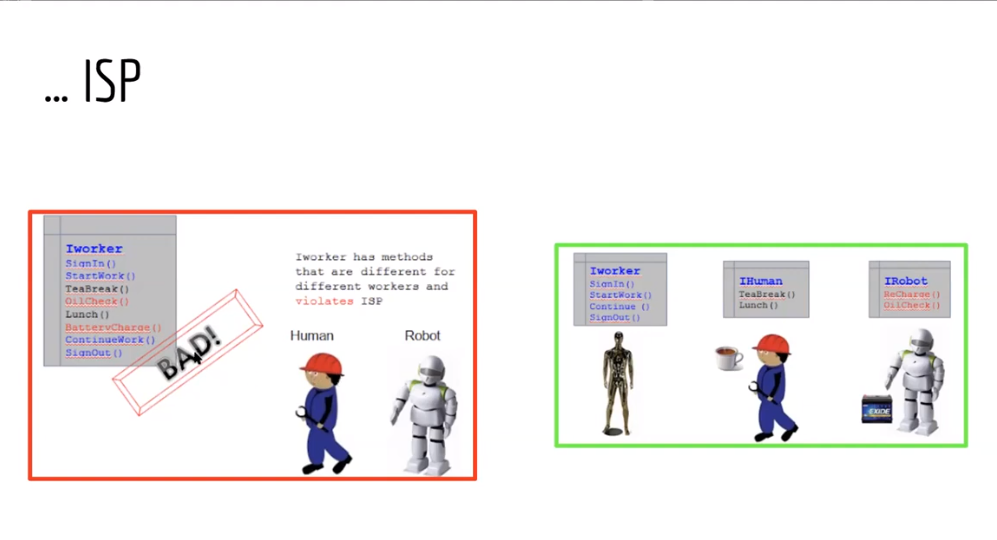 ... ISP
Iworker
SignIn()
StartWork()
TeaBreak()
OilCheck()
Lunch()
BatteryCharge()
ContinueWork()
SignOut()
BAD!
Iworker has methods
that are different for
different workers and
violates ISP
Human
Robot
Iworker
SignIn()
StartWork()
Continue ()
SignOut()
IHuman
TeaBreak()
Lunch()
IRobot
ReCharge()
OilCheck()
EXIDE